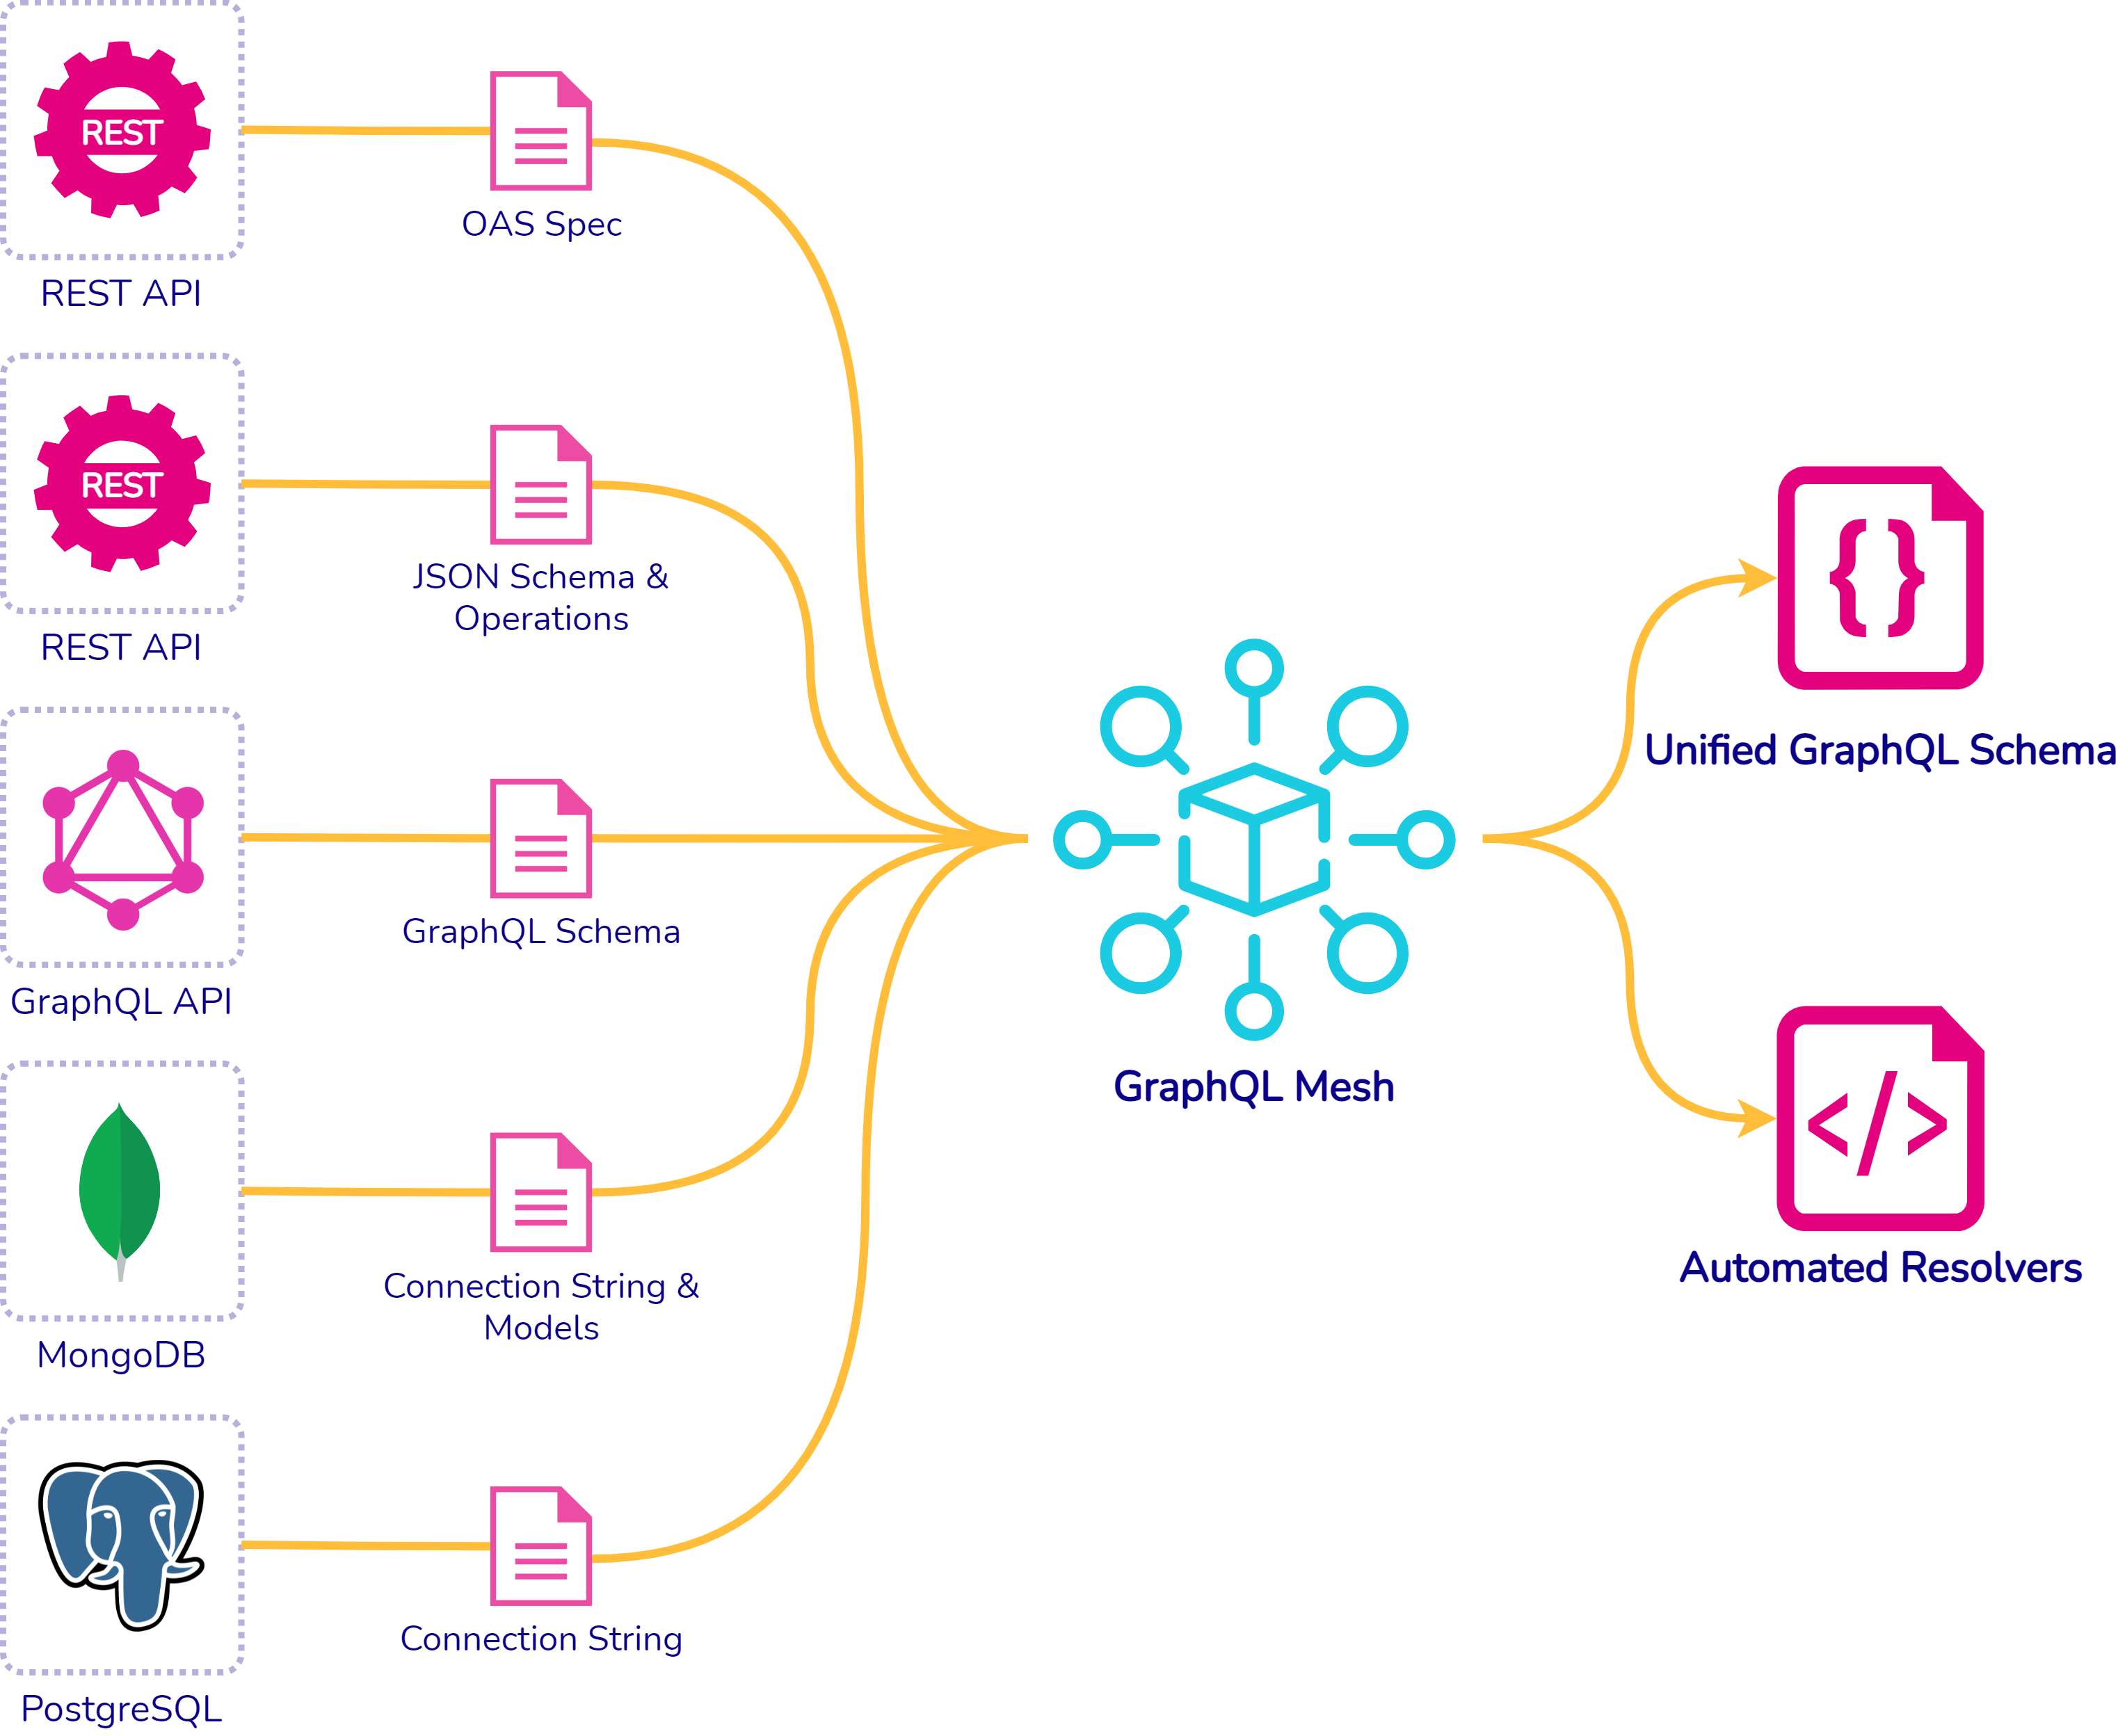 REST
REST API
OAS Spec
REST
REST API
JSON Schema &
Operations
GraphQL API
GraphQL Schema
MongoDB
Connection String &
Models
PostgreSQL
Connection String
GraphQL Mesh
{}
Unified GraphQL Schema
</>
Automated Resolvers